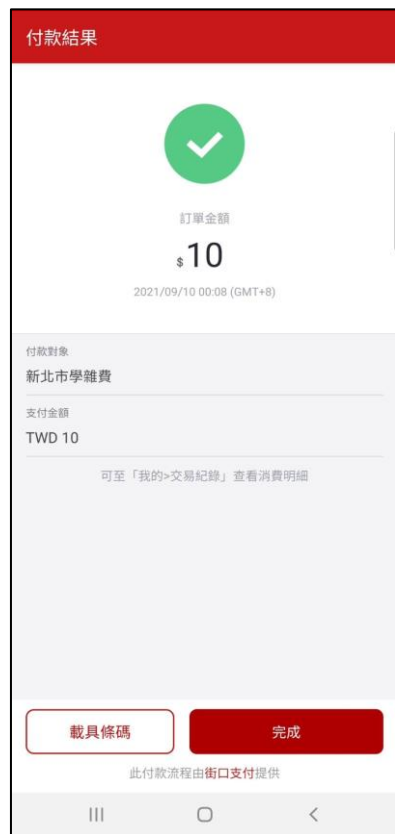 付款結果
訂單金額
$10
2021/09/10 00:08 (GMT+8)
付款對象
新北市學雜費
支付金額
TWD 10
可至「我的>交易紀錄」查看消費明細
載具條碼
完成
此付款流程由街口支付提供